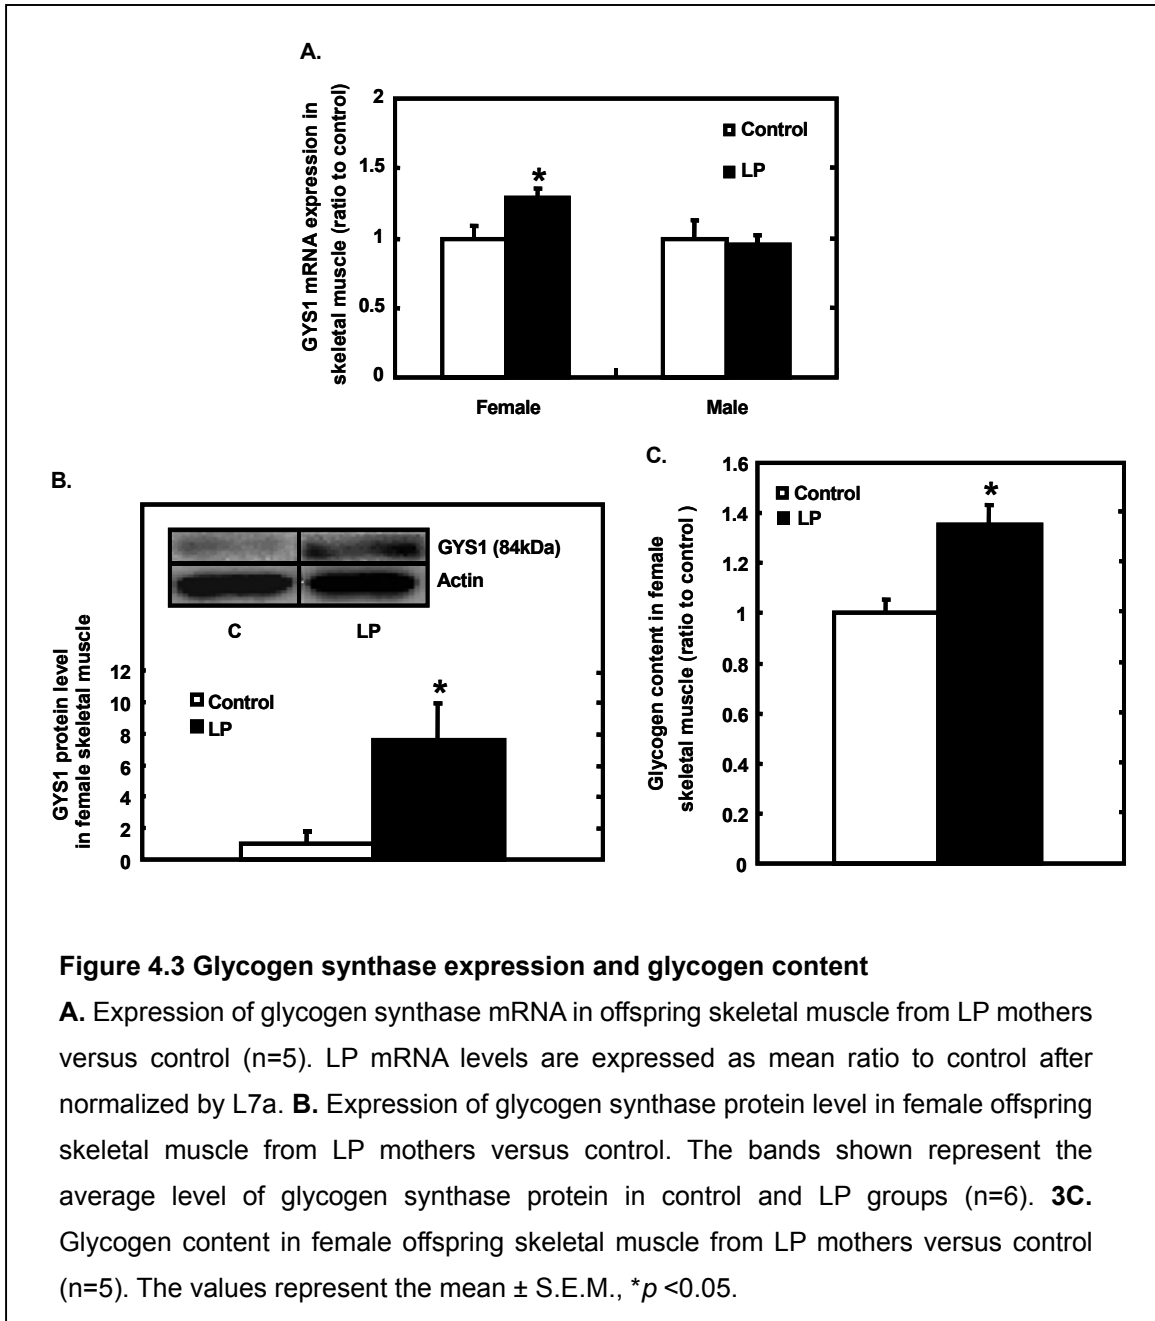 A.
GYS1 mRNA expression in
skeletal muscle (ratio to control)
2
1.5
1
0.5
0
Control
LP
*
Female
Male
B.
GYS1 (84kDa)
Actin
C
LP
GYS1 protein level
in female skeletal muscle
12
10
8
6
4
2
0
Control
LP
*
C.
Glycogen content in female
skeletal muscle (ratio to control )
1.6
1.4
1.2
1
0.8
0.6
0.4
0.2
0
Control
LP
*
Figure 4.3 Glycogen synthase expression and glycogen content
A. Expression of glycogen synthase mRNA in offspring skeletal muscle from LP mothers
versus control (n=5). LP mRNA levels are expressed as mean ratio to control after
normalized by L7a. B. Expression of glycogen synthase protein level in female offspring
skeletal muscle from LP mothers versus control. The bands shown represent the
average level of glycogen synthase protein in control and LP groups (n=6). 3C.
Glycogen content in female offspring skeletal muscle from LP mothers versus control
(n=5). The values represent the mean ± S.E.M., *p <0.05.